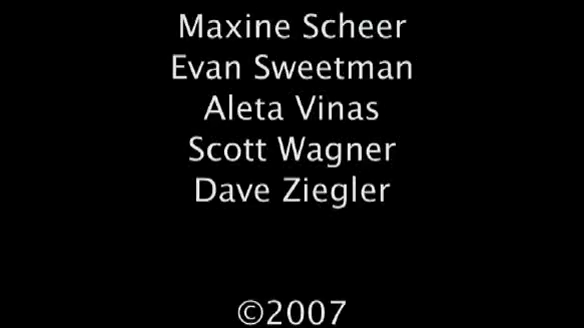 Maxine Scheer
Evan Sweetman
Aleta Vinas
Scott Wagner
Dave Ziegler
©2007